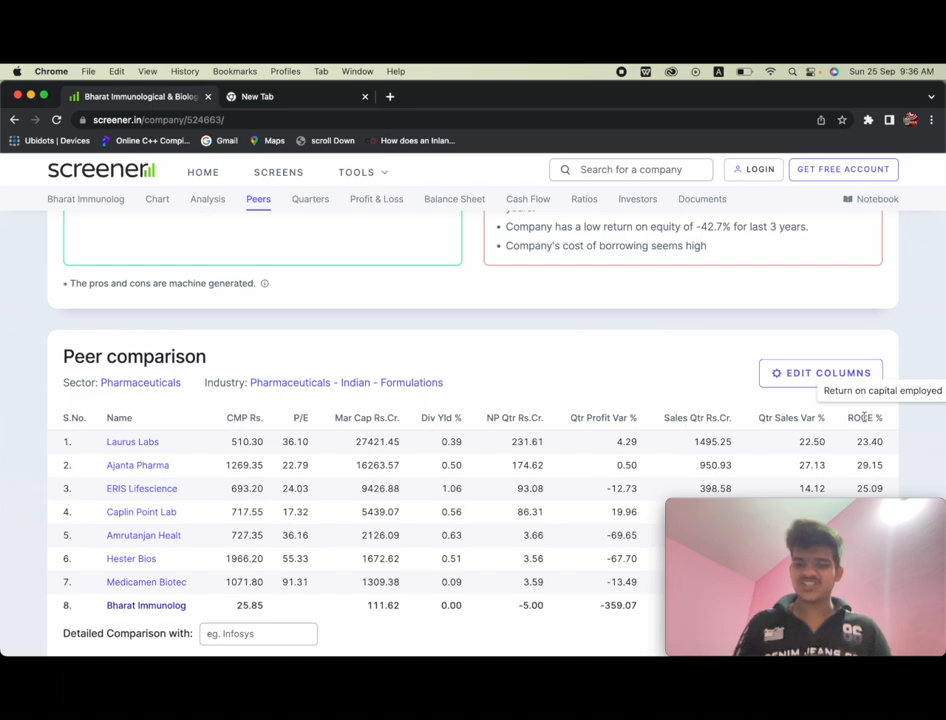 Chrome File Edit View History Bookmarks Profiles Tab Window Help Sun 25 Sep 9:36 AM
Bharat Immunological & Biolog New Tab
screener.in/company/524663/
Ubidots | Devices Online C++ Compi... Gmail Maps scroll Down How does an Inlan...
screener HOME SCREENS TOOLS Search for a company LOGIN GET FREE ACCOUNT
Bharat Immunolog Chart Analysis Peers Quarters Profit & Loss Balance Sheet Cash Flow Ratios Investors Documents Notebook
• Company has a low return on equity of -42.7% for last 3 years.
• Company's cost of borrowing seems high
* The pros and cons are machine generated.
Peer comparison
Sector: Pharmaceuticals Industry: Pharmaceuticals - Indian - Formulations
EDIT COLUMNS
Return on capital employed
S.No. Name CMP Rs. P/E Mar Cap Rs.Cr. Div Yld % NP Qtr Rs.Cr. Qtr Profit Var % Sales Qtr Rs.Cr. Qtr Sales Var % ROCE %
1. Laurus Labs 510.30 36.10 27421.45 0.39 231.61 4.29 1495.25 22.50 23.40
2. Ajanta Pharma 1269.35 22.79 16263.57 0.50 174.62 0.50 950.93 27.13 29.15
3. ERIS Lifescience 693.20 24.03 9426.88 1.06 93.08 -12.73 398.58 14.12 25.09
4. Caplin Point Lab 717.55 17.32 5439.07 0.56 86.31 19.96
5. Amrutanjan Healt 727.35 36.16 2126.09 0.63 3.66 -69.65
6. Hester Bios 1966.20 55.33 1672.62 0.51 3.56 -67.70
7. Medicamen Biotec 1071.80 91.31 1309.38 0.09 3.59 -13.49
8. Bharat Immunolog 25.85 111.62 0.00 -5.00 -359.07
Detailed Comparison with: eg. Infosys
96